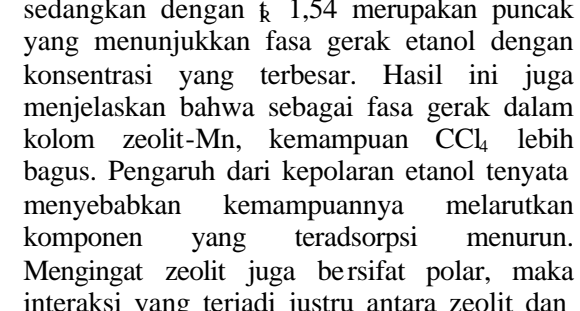 sedangkan dengan tR 1,54 merupakan puncak
yang menunjukkan fasa gerak etanol dengan
konsentrasi yang terbesar. Hasil ini juga
menjelaskan bahwa sebagai fasa gerak dalam
kolom zeolit-Mn, kemampuan CCl₄ lebih
bagus. Pengaruh dari kepolaran etanol tenyata
menyebabkan kemampuannya melarutkan
komponen yang teradsorpsi menurun.
Mengingat zeolit juga bersifat polar, maka
interaksi yang terjadi justru antara zeolit dan